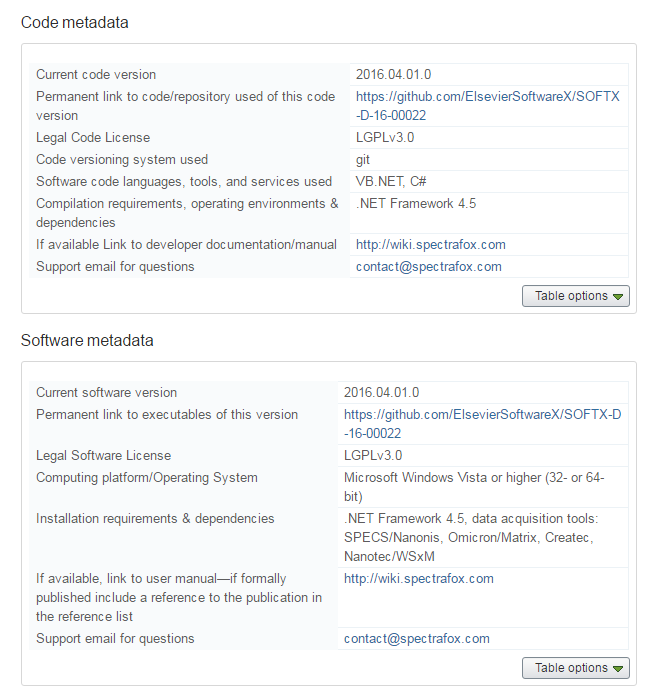 Code metadata
Current code version 2016.04.01.0
Permanent link to code/repository used of this code https://github.com/ElsevierSoftwareX/SOFTX
version -D-16-00022
Legal Code License LGPLv3.0
Code versioning system used git
Software code languages, tools, and services used VB.NET, C#
Compilation requirements, operating environments & .NET Framework 4.5
dependencies
If available Link to developer documentation/manual http://wiki.spectrafox.com
Support email for questions contact@spectrafox.com
Table options
Software metadata
Current software version 2016.04.01.0
Permanent link to executables of this version https://github.com/ElsevierSoftwareX/SOFTX-D
-16-00022
Legal Software License LGPLv3.0
Computing platform/Operating System Microsoft Windows Vista or higher (32- or 64-
bit)
Installation requirements & dependencies .NET Framework 4.5, data acquisition tools:
SPECS/Nanonis, Omicron/Matrix, Createc,
Nanotec/WSxM
If available, link to user manual—if formally http://wiki.spectrafox.com
published include a reference to the publication in
the reference list
Support email for questions contact@spectrafox.com
Table options